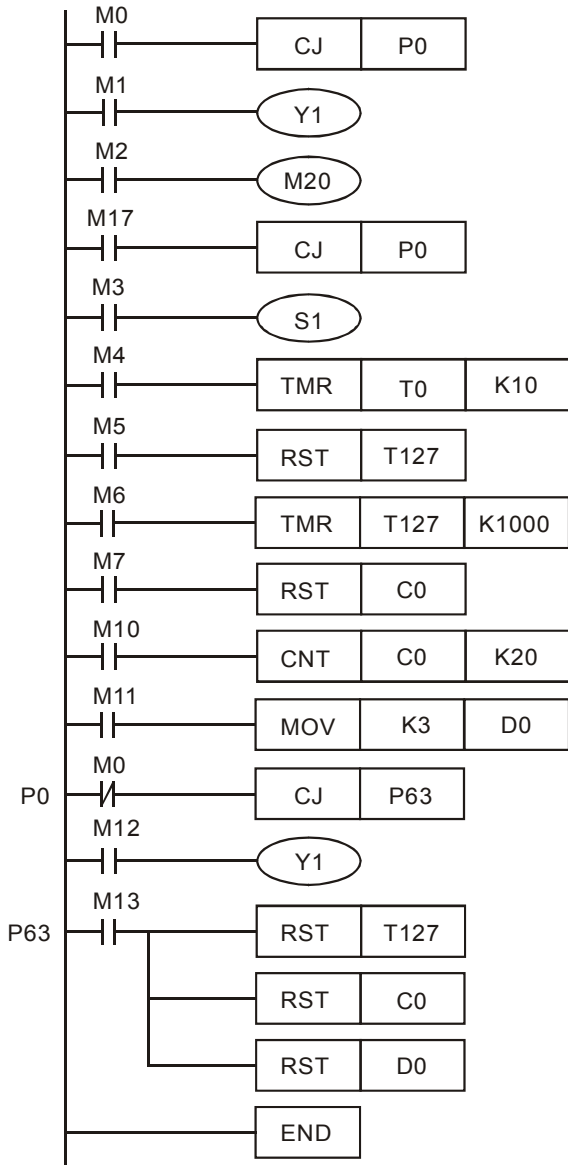 M0
CJ P0
M1
Y1
M2
M20
M17
CJ P0
M3
S1
M4
TMR T0 K10
M5
RST T127
M6
TMR T127 K1000
M7
RST C0
M10
CNT C0 K20
M11
MOV K3 D0
M0
P0 CJ P63
M12
Y1
M13
P63 RST T127
RST C0
RST D0
END